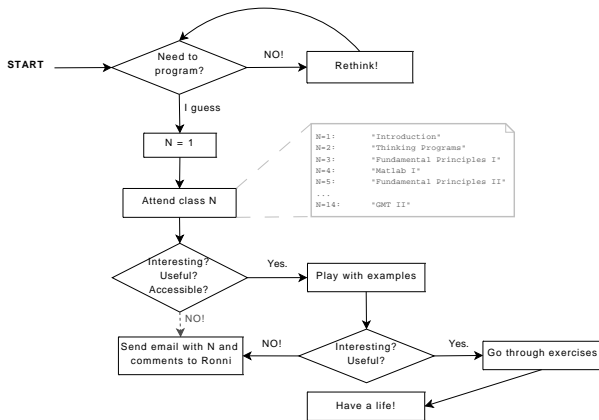 START
Need to
program?
NO!
Rethink!
I guess
N = 1
N=1: "Introduction"
N=2: "Thinking Programs"
N=3: "Fundamental Principles I"
N=4: "Matlab I"
N=5: "Fundamental Principles II"
...
N=14: "GMT II"
Attend class N
Interesting?
Useful?
Accessible?
Yes.
Play with examples
NO!
Send email with N and
comments to Ronni
NO!
Interesting?
Useful?
Yes.
Go through exercises
Have a life!